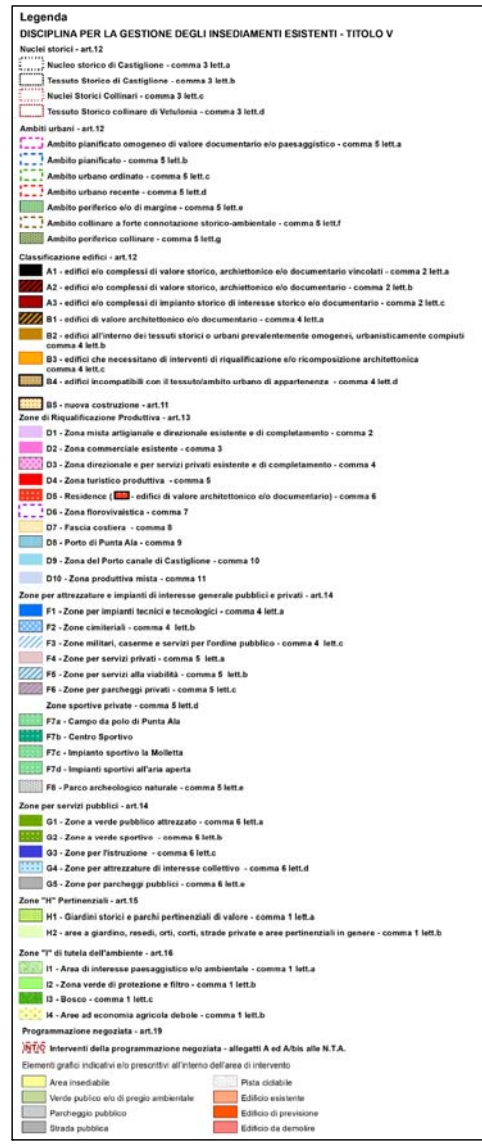 Legenda
DISCIPLINA PER LA GESTIONE DEGLI INSEDIAMENTI ESISTENTI - TITOLO V
Nuclei storici - art.12
Nucleo storico di Castiglione - comma 3 lett.a
Tessuto Storico di Castiglione - comma 3 lett.b
Nuclei Storici Collinari - comma 3 lett.c
Tessuto Storico collinare di Vetulonia - comma 3 lett.d
Ambiti urbani - art.12
Ambito pianificato omogeneo di valore documentario e/o paesaggistico - comma 5 lett.a
Ambito pianificato - comma 5 lett.b
Ambito urbano ordinato - comma 5 lett.c
Ambito urbano recente - comma 5 lett.d
Ambito periferico e/o di margine - comma 5 lett.e
Ambito collinare a forte connotazione storico-ambientale - comma 5 lett.f
Ambito periferico collinare - comma 5 lett.g
Classificazione edifici - art.12
A1 - edifici e/o complessi di valore storico, archiettonico e/o documentario vincolati - comma 2 lett.a
A2 - edifici e/o complessi di valore storico, archiettonico e/o documentario - comma 2 lett.b
A3 - edifici e/o complessi di impianto storico di interesse storico e/o documentario - comma 2 lett.c
B1 - edifici di valore architettonico e/o documentario - comma 4 lett.a
B2 - edifici all'interno dei tessuti storici o urbani prevalentemente omogenei, urbanisticamente compiuti
comma 4 lett.b
B3 - edifici che necessitano di interventi di riqualificazione e/o ricomposizione architettonica
comma 4 lett.c
B4 - edifici incompatibili con il tessuto/ambito urbano di appartenenza - comma 4 lett.d
B5 - nuova costruzione - art.11
Zone di Riqualificazione Produttiva - art.13
D1 - Zona mista artigianale e direzionale esistente e di completamento - comma 2
D2 - Zona commerciale esistente - comma 3
D3 - Zona direzionale e per servizi privati esistente e di completamento - comma 4
D4 - Zona turistico produttiva - comma 5
D5 - Residence ( - edifici di valore architettonico e/o documentario) - comma 6
D6 - Zona florovivaistica - comma 7
D7 - Fascia costiera - comma 8
D8 - Porto di Punta Ala - comma 9
D9 - Zona del Porto canale di Castiglione - comma 10
D10 - Zona produttiva mista - comma 11
Zone per attrezzature e impianti di interesse generale pubblici e privati - art.14
F1 - Zone per impianti tecnici e tecnologici - comma 4 lett.a
F2 - Zone cimiteriali - comma 4 lett.b
F3 - Zone militari, caserme e servizi per l'ordine pubblico - comma 4 lett.c
F4 - Zone per servizi privati - comma 5 lett.a
F5 - Zone per servizi alla viabilità - comma 5 lett.b
F6 - Zone per parcheggi privati - comma 5 lett.c
Zone sportive private - comma 5 lett.d
F7a - Campo da polo di Punta Ala
F7b - Centro Sportivo
F7c - Impianto sportivo la Molletta
F7d - Impianti sportivi all'aria aperta
F8 - Parco archeologico naturale - comma 5 lett.e
Zone per servizi pubblici - art.14
G1 - Zone a verde pubblico attrezzato - comma 6 lett.a
G2 - Zone a verde sportivo - comma 6 lett.b
G3 - Zone per l'istruzione - comma 6 lett.c
G4 - Zone per attrezzature di interesse collettivo - comma 6 lett.d
G5 - Zone per parcheggi pubblici - comma 6 lett.e
Zone "H" Pertinenziali - art.15
H1 - Giardini storici e parchi pertinenziali di valore - comma 1 lett.a
H2 - aree a giardino, resedi, orti, corti, strade private e aree pertinenziali in genere - comma 1 lett.b
Zone "I" di tutela dell'ambiente - art.16
I1 - Area di interesse paesaggistico e/o ambientale - comma 1 lett.a
I2 - Zona verde di protezione e filtro - comma 1 lett.b
I3 - Bosco - comma 1 lett.c
I4 - Aree ad economia agricola debole - comma 1 lett.b
Programmazione negoziata - art.19
INT/C Interventi della programmazione negoziata - allegatti A ed A/bis alle N.T.A.
Elementi grafici indicativi e/o prescrittivi all'interno dell'area di intervento
Area insediabile
Pista ciclabile
Verde publico e/o di pregio ambientale
Edificio esistente
Parcheggio pubblico
Edificio di previsione
Strada pubblica
Edificio da demolire